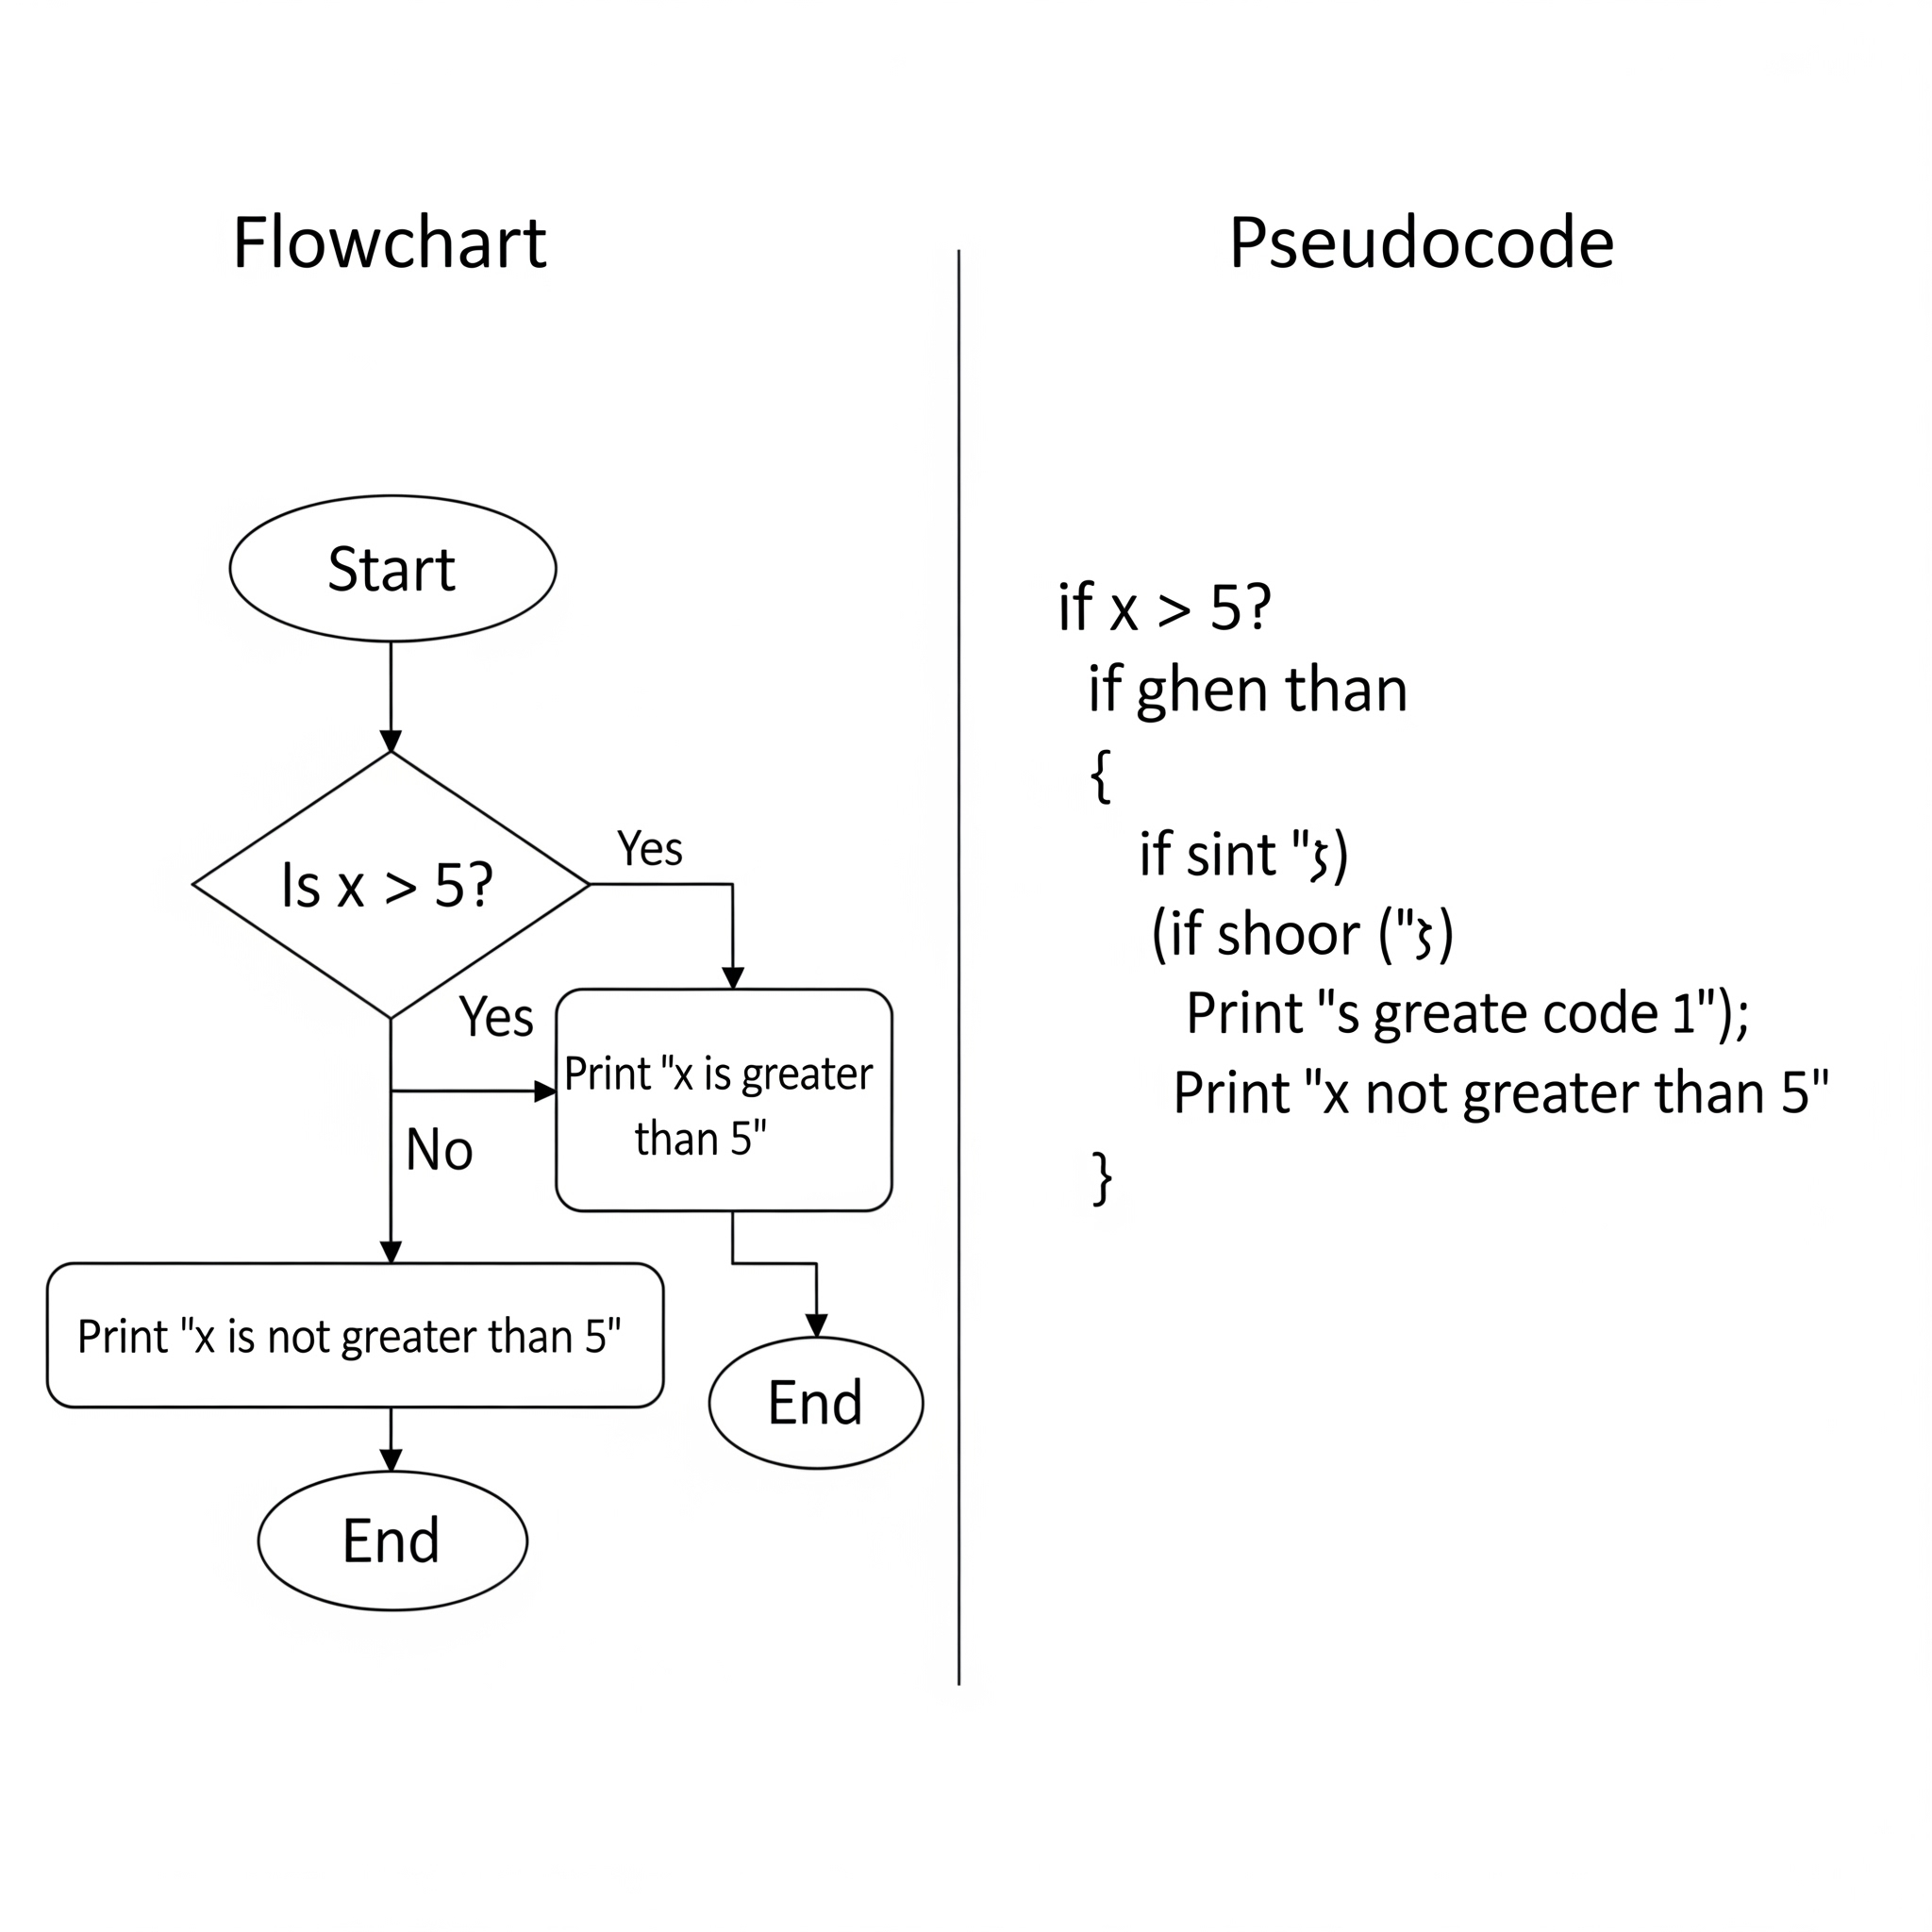 Flowchart
Start
Is x > 5?
Yes
Yes
Print "x is greater
than 5"
No
Print "x is not greater than 5"
End
End
Pseudocode
if x > 5?
if ghen than
{
if sint "
(if shoor ("
Print "s greate code 1");
Print "x not greater than 5"
}